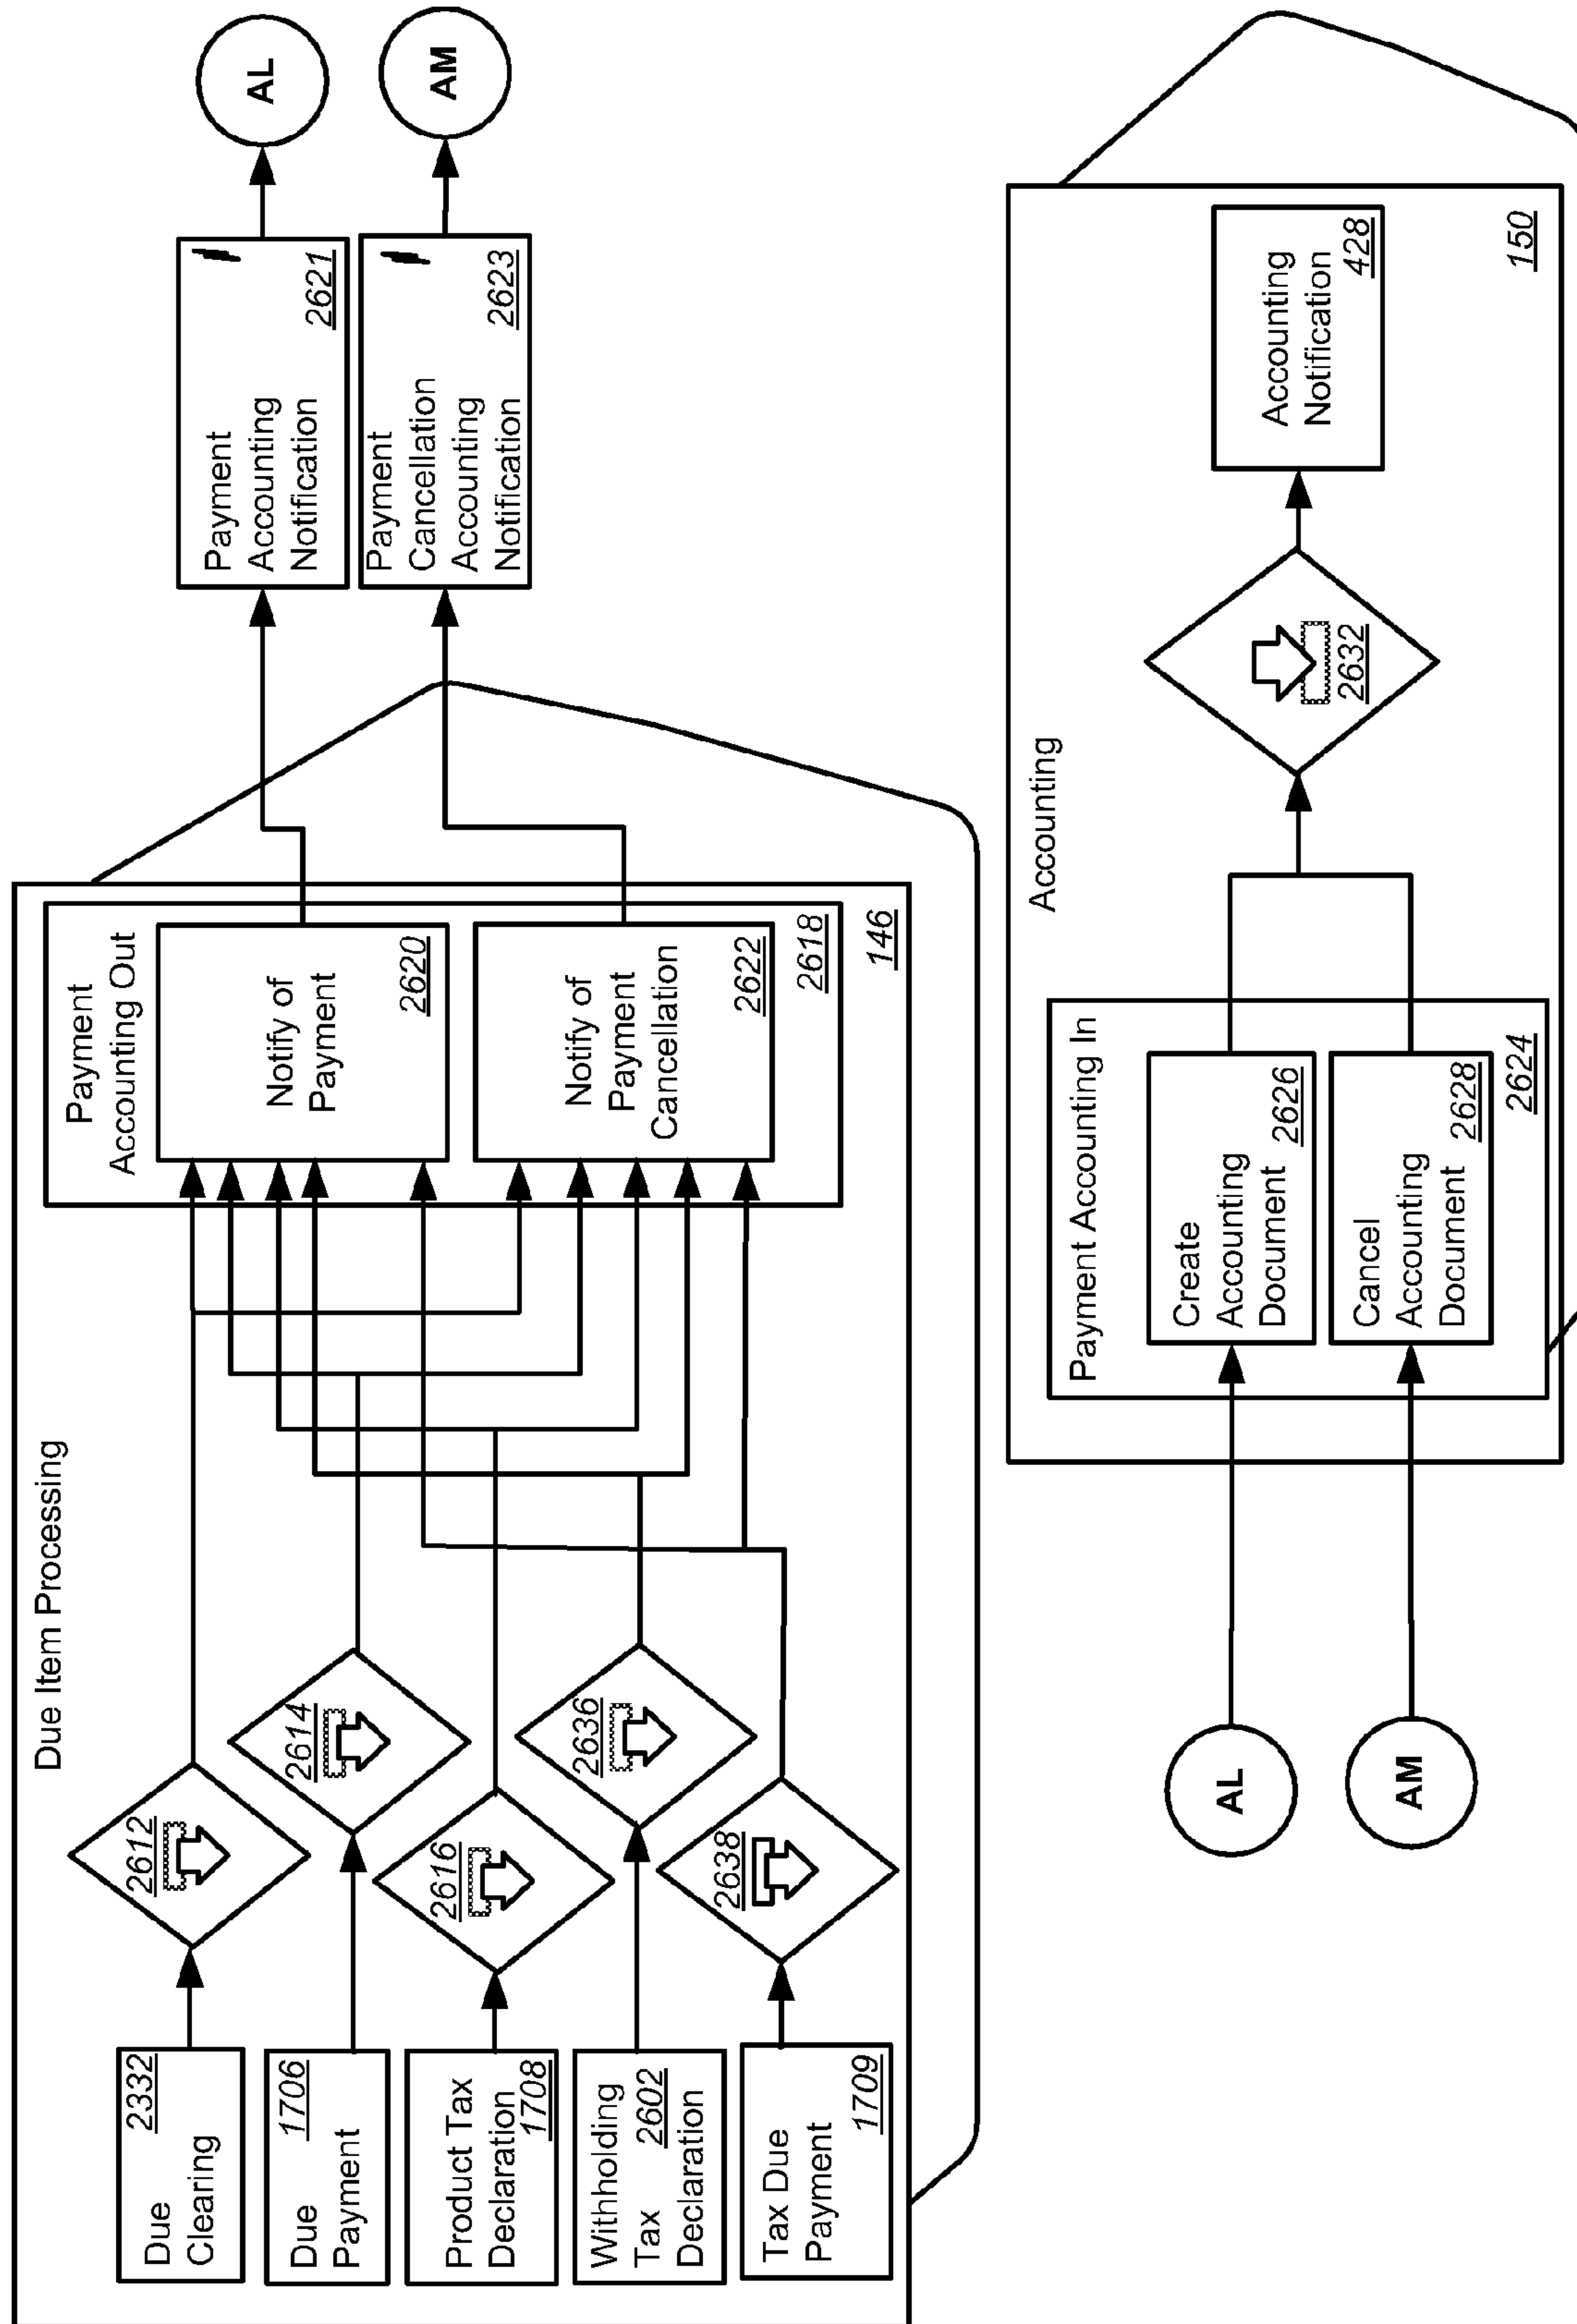 Due Item Processing
Due
Clearing
2332
Due
Payment
1706
Product Tax
Declaration
1708
Withholding
Tax 2602
Declaration
Tax Due
Payment
1709
2612
2614
2616
2636
2638
Payment
Accounting Out
Notify of
Payment
2620
Notify of
Payment
Cancellation
2622
2618
146
Payment
Accounting
Notification
2621
Payment
Cancellation
Accounting
Notification
2623
AL
AM
AL
AM
Accounting
Payment Accounting In
Create
Accounting
Document
2626
Cancel
Accounting
Document
2628
2624
2632
Accounting
Notification
428
150